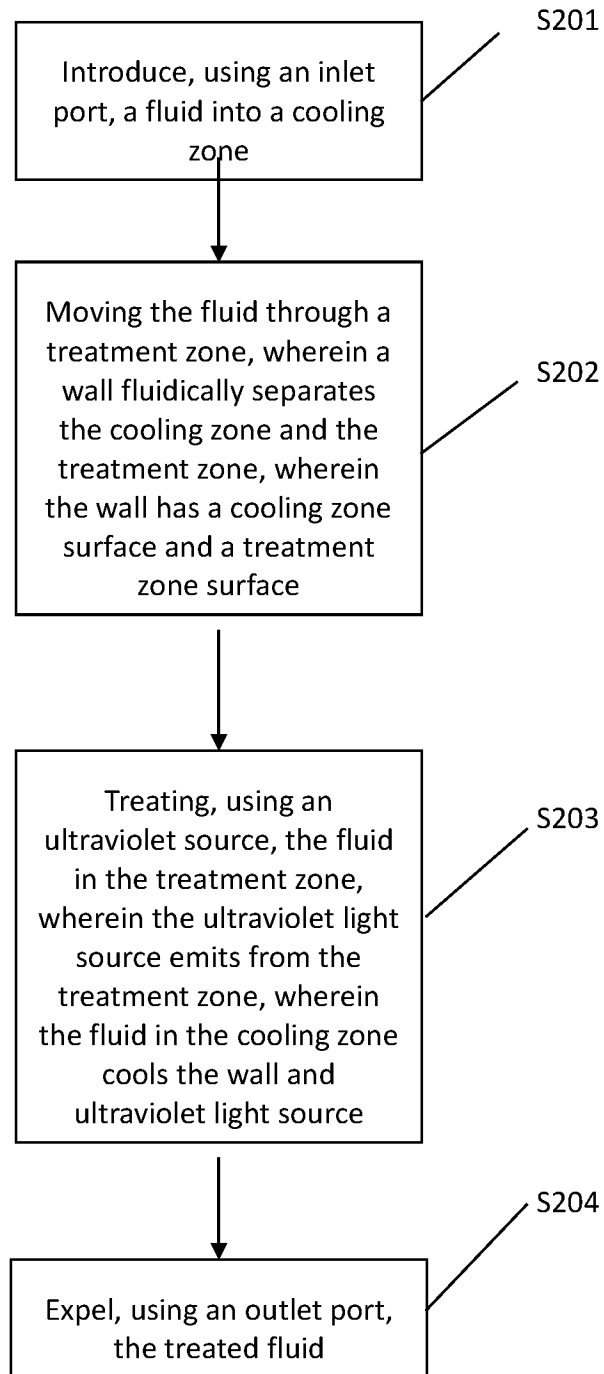 S201
Introduce, using an inlet
port, a fluid into a cooling
zone
S202
Moving the fluid through a
treatment zone, wherein a
wall fluidically separates
the cooling zone and the
treatment zone, wherein
the wall has a cooling zone
surface and a treatment
zone surface
S203
Treating, using an
ultraviolet source, the fluid
in the treatment zone,
wherein the ultraviolet light
source emits from the
treatment zone, wherein
the fluid in the cooling zone
cools the wall and
ultraviolet light source
S204
Expel, using an outlet port,
the treated fluid